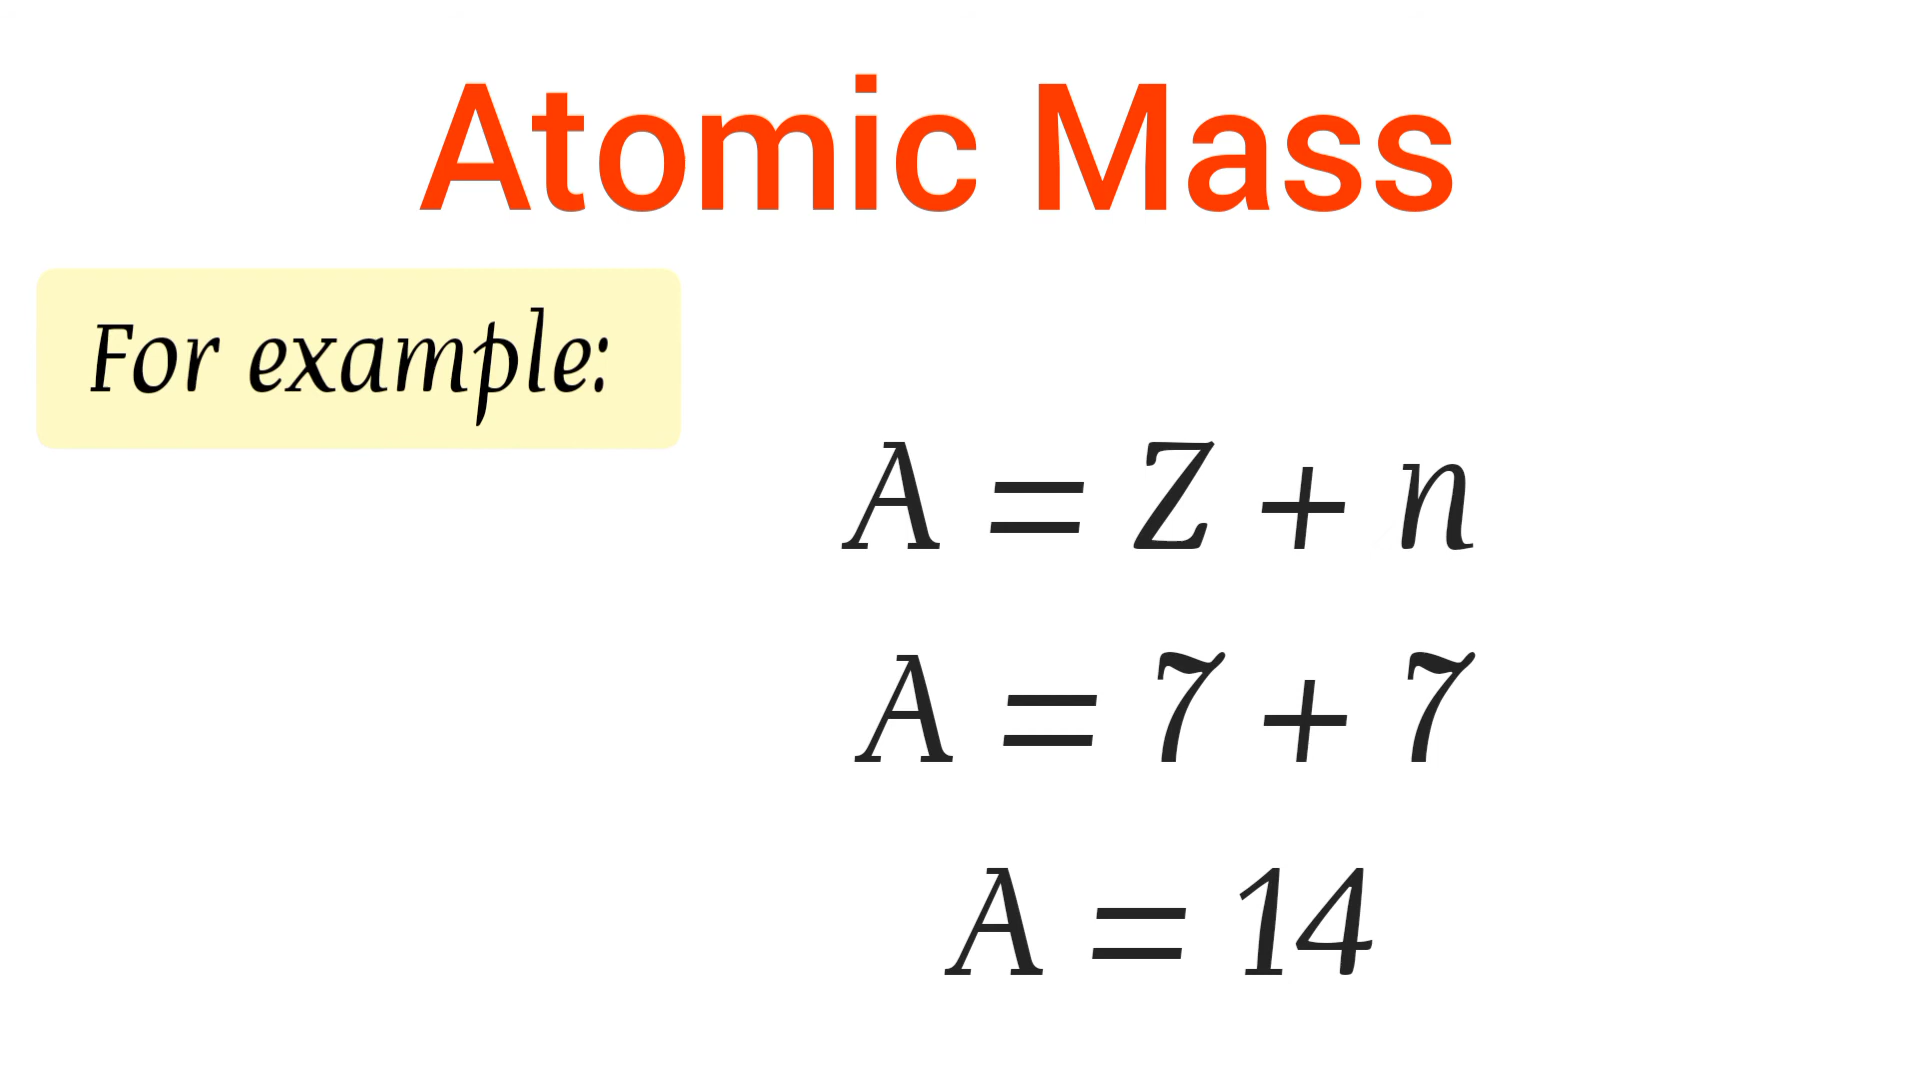 Atomic Mass
For example:
A = Z + n
A = 7 + 7
A = 14